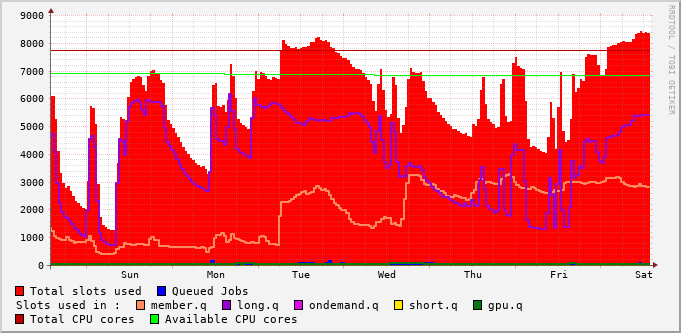 9000
8000
7000
6000
5000
4000
3000
2000
1000
0
Sun Mon Tue Wed Thu Fri Sat
RRDTOOL / TOBI OETIKER
Total slots used Queued Jobs
Slots used in : member.q long.q ondemand.q short.q gpu.q
Total CPU cores Available CPU cores